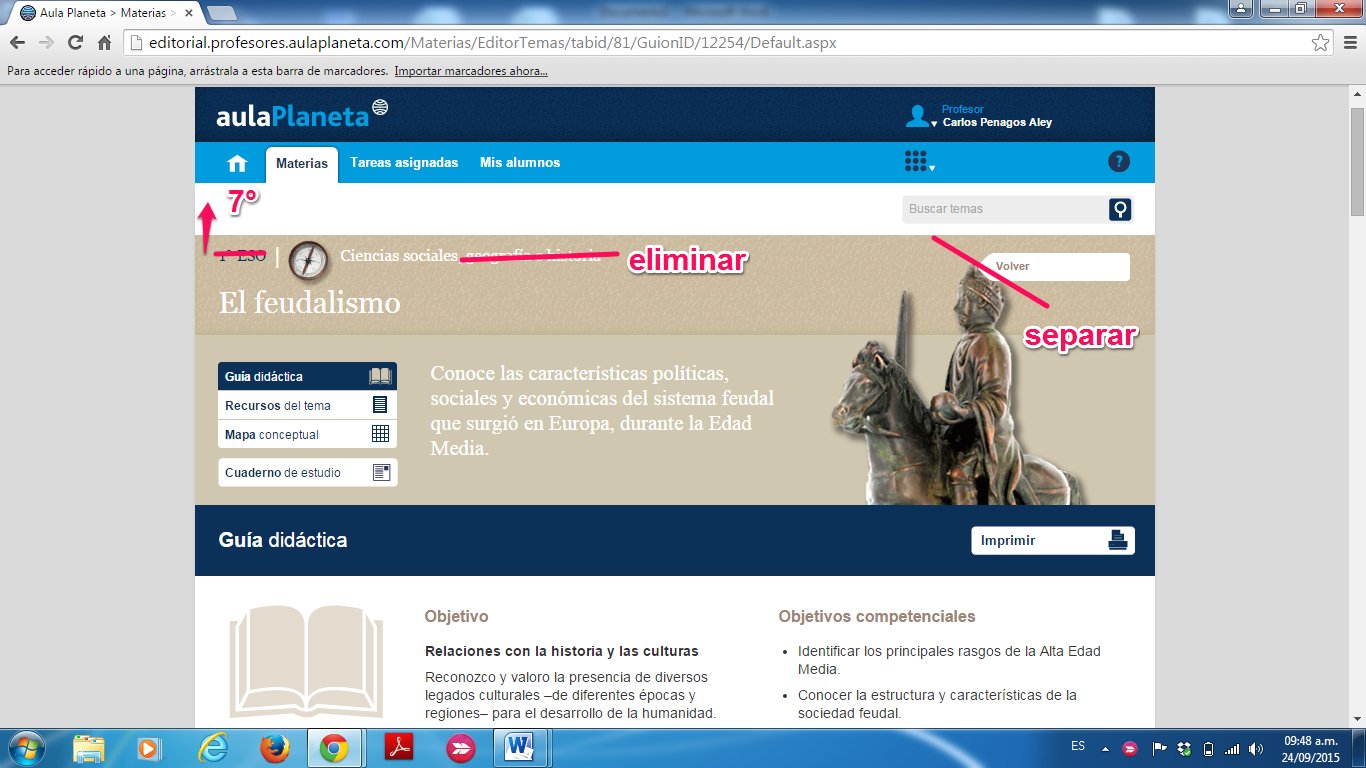 Documento1 - Microsoft Word
Aula Planeta > Materias >
editorial.profesores.aulaplaneta.com/Materias/EditorTemas/tabid/81/GuionID/12254/Default.aspx
Para acceder rápido a una página, arrástrala a esta barra de marcadores. Importar marcadores ahora...
aulaPlaneta
Profesor
Carlos Penagos Aley
Materias Tareas asignadas Mis alumnos ?
7°
Buscar temas
1º ESO | Ciencias sociales, geografía e historia
eliminar
Volver
El feudalismo
separar
Guía didáctica
Recursos del tema
Mapa conceptual
Cuaderno de estudio
Conoce las características políticas,
sociales y económicas del sistema feudal
que surgió en Europa, durante la Edad
Media.
Guía didáctica
Imprimir
Objetivo
Relaciones con la historia y las culturas
Reconozco y valoro la presencia de diversos
legados culturales –de diferentes épocas y
regiones– para el desarrollo de la humanidad.
Objetivos competenciales
• Identificar los principales rasgos de la Alta Edad
Media.
• Conocer la estructura y características de la
sociedad feudal.
ES
09:48 a.m.
24/09/2015